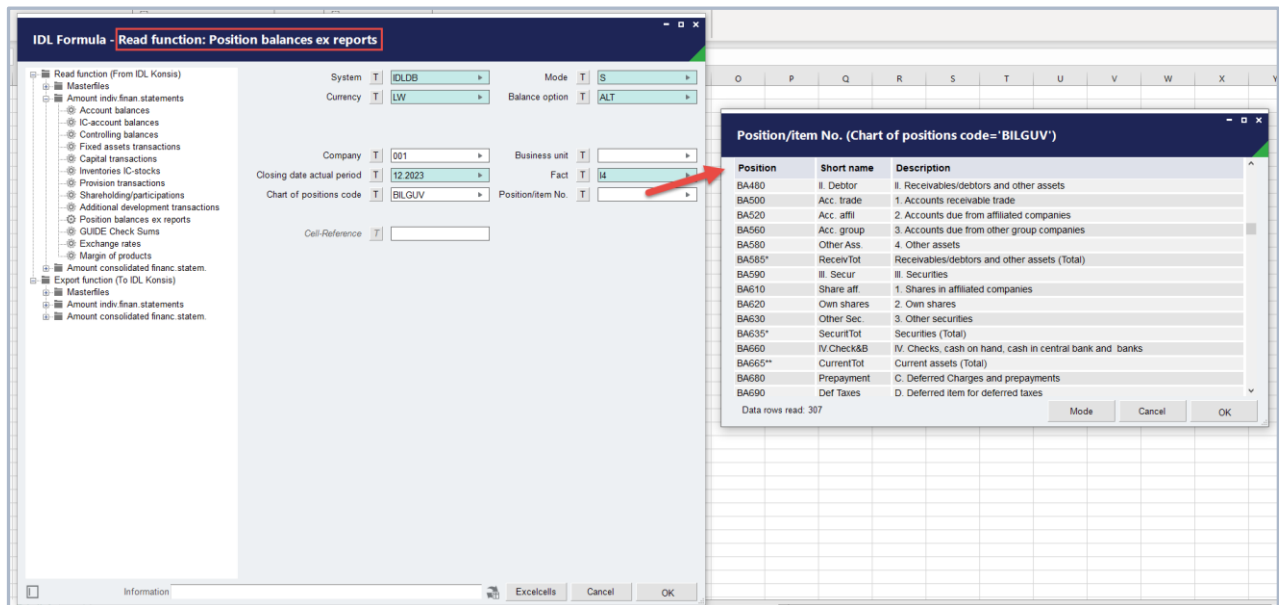 IDL Formula - Read function: Position balances ex reports
Read function (From IDL Konsis)
Masterfiles
Amount indiv.finan.statements
Account balances
IC-account balances
Controlling balances
Fixed assets transactions
Capital transactions
Inventories IC-stocks
Provision transactions
Shareholding/participations
Additional development transactions
Position balances ex reports
GUIDE Check Sums
Exchange rates
Margin of products
Amount consolidated financ.statem.
Export function (To IDL Konsis)
Masterfiles
Amount indiv.finan.statements
Amount consolidated financ.statem.
System T IDLDB Mode T S
Currency T LW Balance option T ALT
Company T 001 Business unit T
Closing date actual period T 12.2023 Fact T I4
Chart of positions code T BILGUV Position/item No. T
Cell-Reference T
Information Excelcells Cancel OK
O P Q R S T U V W X Y
Position/item No. (Chart of positions code='BILGUV')
Position Short name Description
BA480 II. Debtor II. Receivables/debtors and other assets
BA500 Acc. trade 1. Accounts receivable trade
BA520 Acc. affil 2. Accounts due from affiliated companies
BA560 Acc. group 3. Accounts due from other group companies
BA580 Other Ass. 4. Other assets
BA585* ReceivTot Receivables/debtors and other assets (Total)
BA590 III. Secur III. Securities
BA610 Share aff. 1. Shares in affiliated companies
BA620 Own shares 2. Own shares
BA630 Other Sec. 3. Other securities
BA635* SecuritTot Securities (Total)
BA660 IV.Check&B IV. Checks, cash on hand, cash in central bank and banks
BA665** CurrentTot Current assets (Total)
BA680 Prepayment C. Deferred Charges and prepayments
BA690 Def Taxes D. Deferred item for deferred taxes
Data rows read: 307 Mode Cancel OK